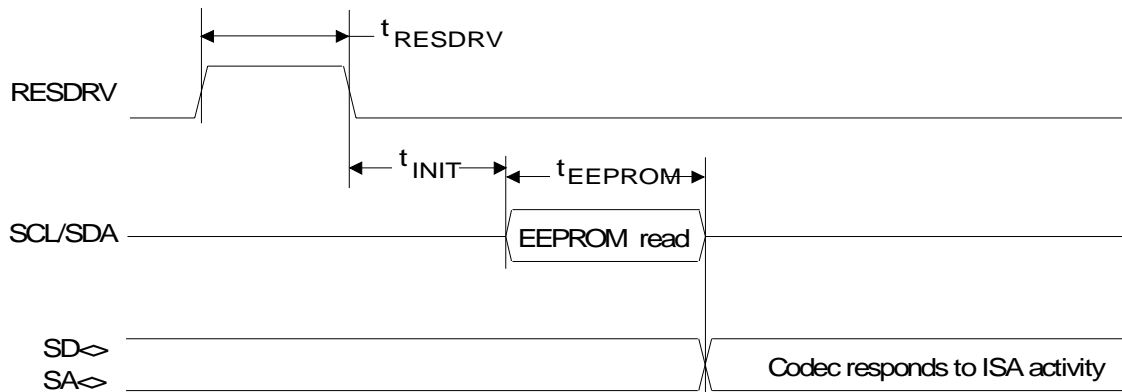 tRESDRV
RESDRV
tINIT
tEEPROM
SCL/SDA
EEPROM read
SD<>
SA<>
Codec responds to ISA activity